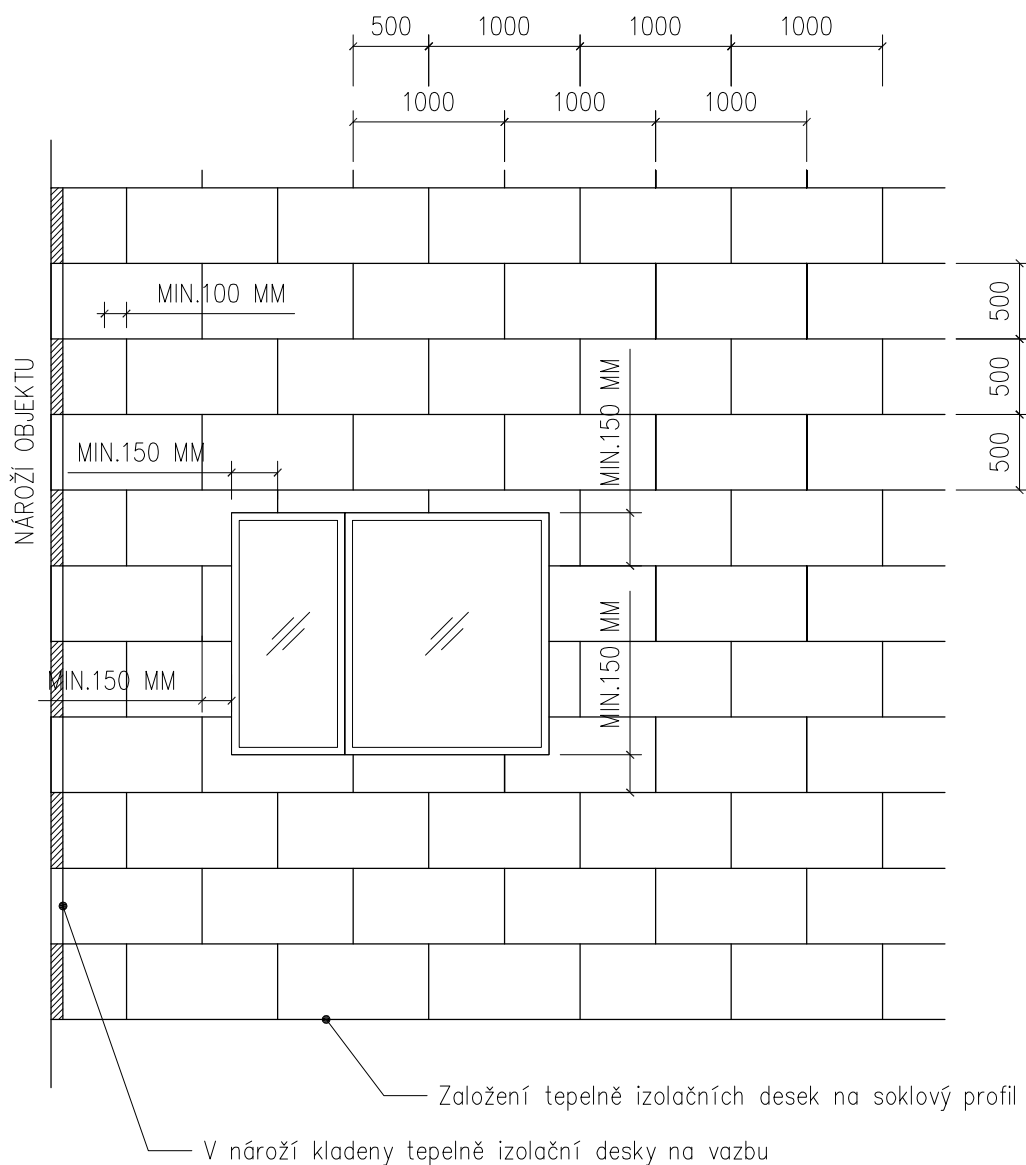 500
1000
1000
1000
1000
1000
1000
MIN.100 MM
500
500
500
NÁROŽÍ OBJEKTU
MIN.150 MM
MIN.150 MM
MIN.150 MM
MIN.150 MM
Založení tepelně izolačních desek na soklový profil
V nároží kladeny tepelně izolační desky na vazbu